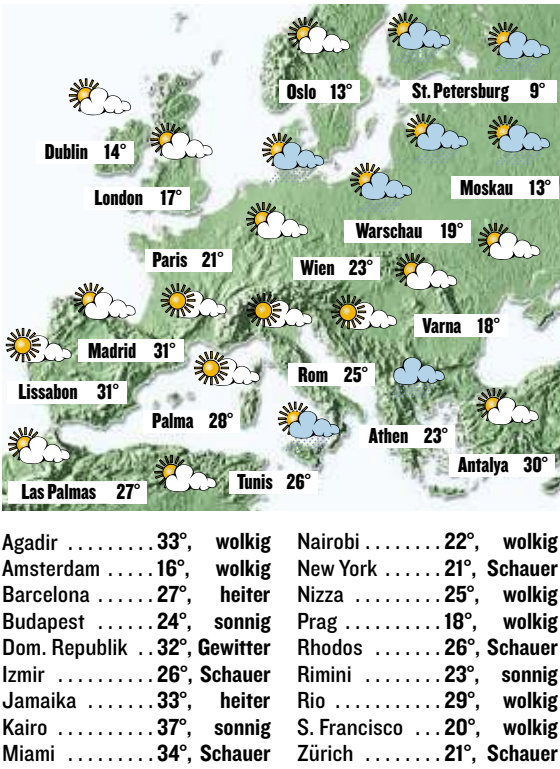 Oslo 13°
St. Petersburg 9°
Dublin 14°
London 17°
Moskau 13°
Warschau 19°
Paris 21°
Wien 23°
Varna 18°
Madrid 31°
Rom 25°
Lissabon 31°
Palma 28°
Athen 23°
Antalya 30°
Las Palmas 27°
Tunis 26°
Agadir ......... 33°, wolkig
Amsterdam ..... 16°, wolkig
Barcelona ...... 27°, heiter
Budapest ...... 24°, sonnig
Dom. Republik .. 32°, Gewitter
Izmir .......... 26°, Schauer
Jamaika ........ 33°, heiter
Kairo .......... 37°, sonnig
Miami ......... 34°, Schauer
Nairobi ........ 22°, wolkig
New York ...... 21°, Schauer
Nizza .......... 25°, wolkig
Prag ........... 18°, wolkig
Rhodos ........ 26°, Schauer
Rimini ......... 23°, sonnig
Rio ............ 29°, wolkig
S. Francisco ... 20°, wolkig
Zürich ........ 21°, Schauer